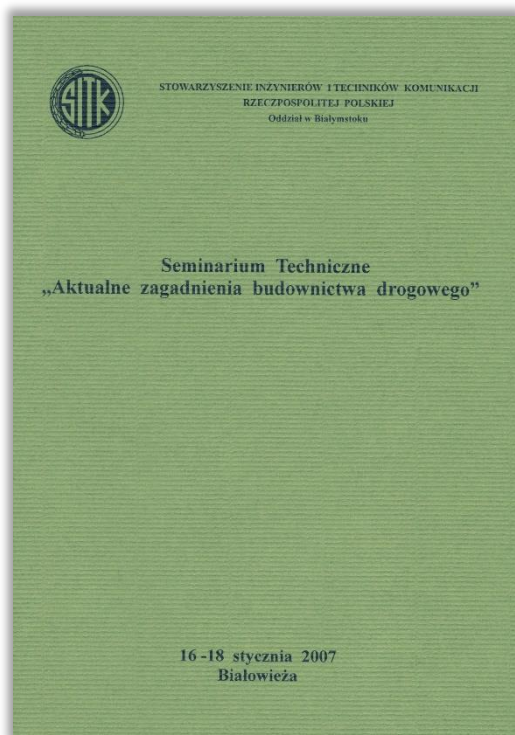 SITK
STOWARZYSZENIE INŻYNIERÓW I TECHNIKÓW KOMUNIKACJI
RZECZPOSPOLITEJ POLSKIEJ
Oddział w Białymstoku
Seminarium Techniczne
„Aktualne zagadnienia budownictwa drogowego”
16 -18 stycznia 2007
Białowieża